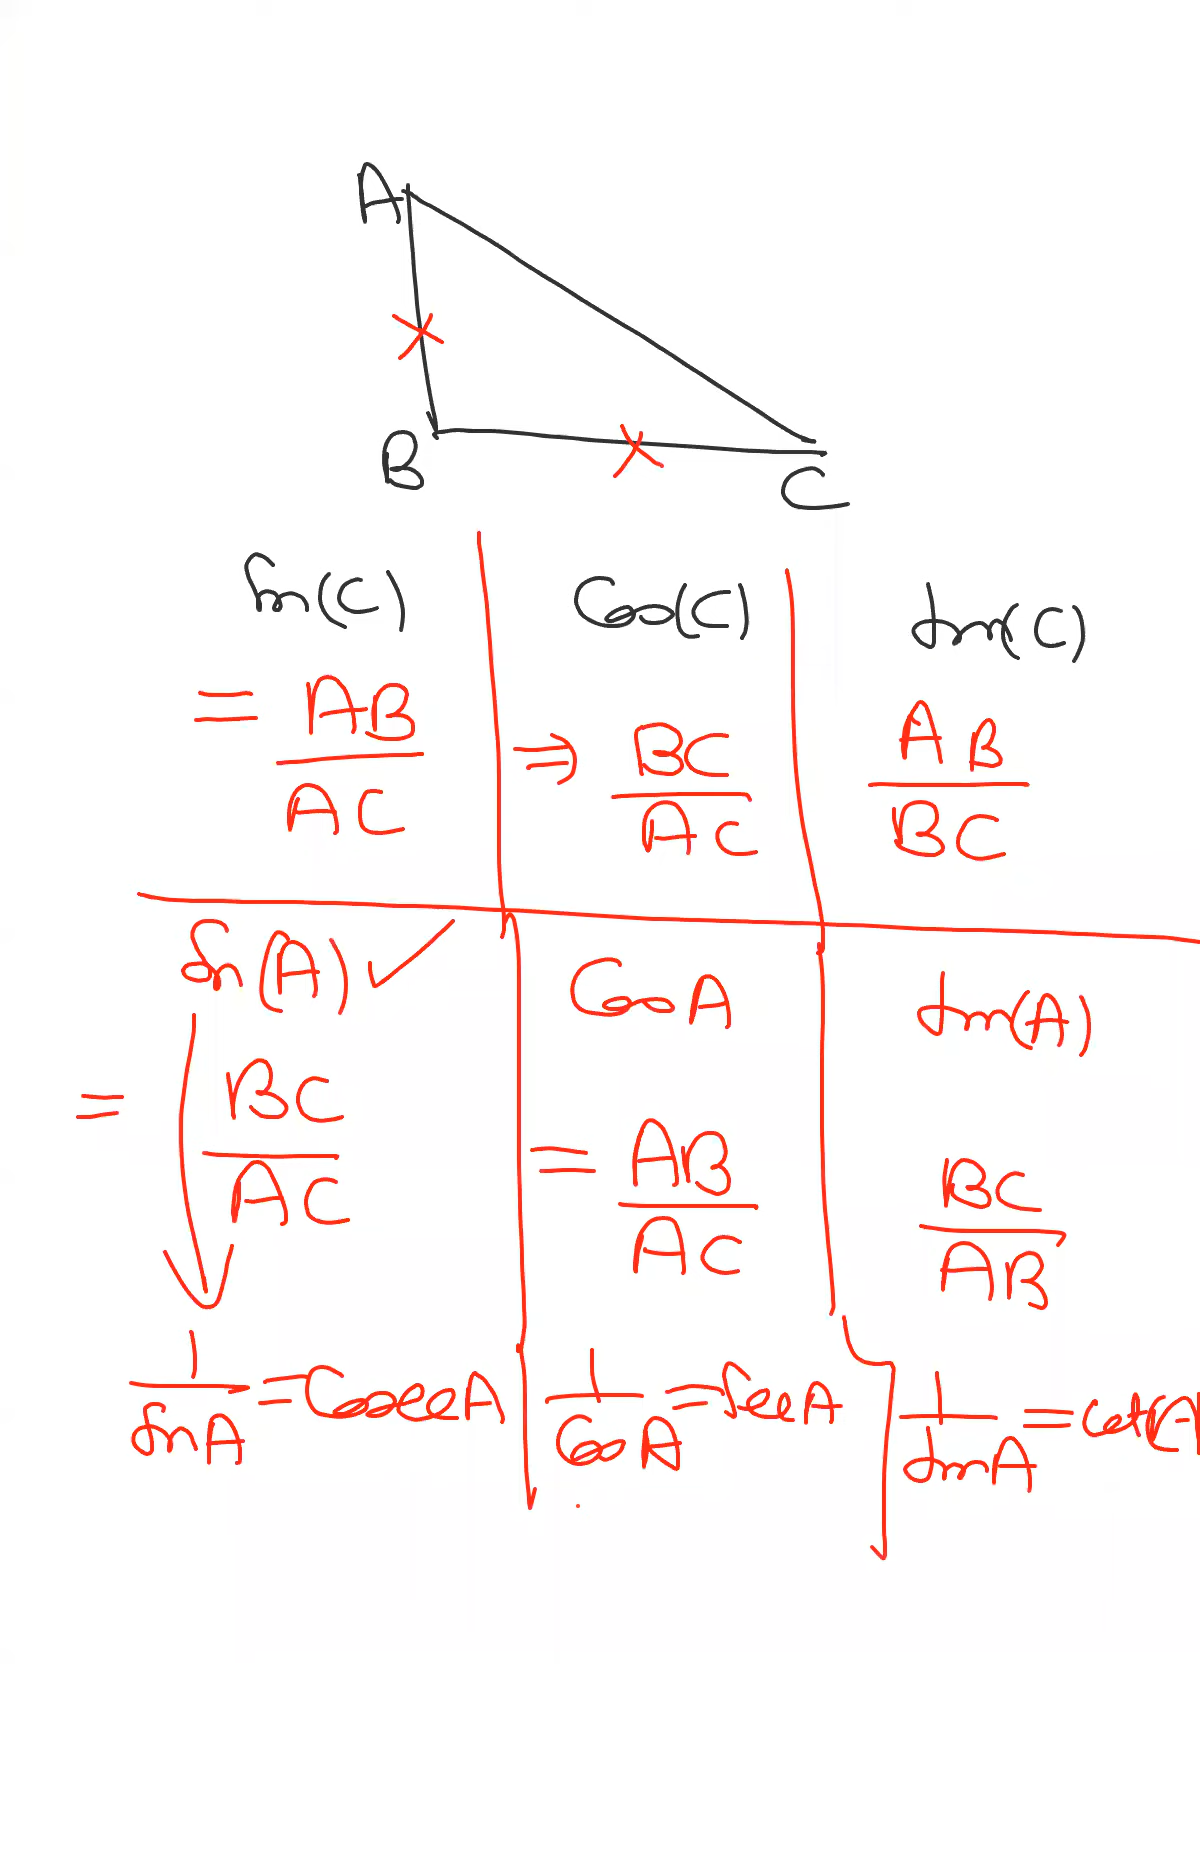 A
B
C
Sin(C) Cos(C) tan(C)
= AB/AC ⇒ BC/AC AB/BC
Sin(A) ✓ Cos A tan(A)
= BC/AC = AB/AC BC/AB
1/SinA = CosecA 1/CosA = SecA 1/tanA = Cot(A